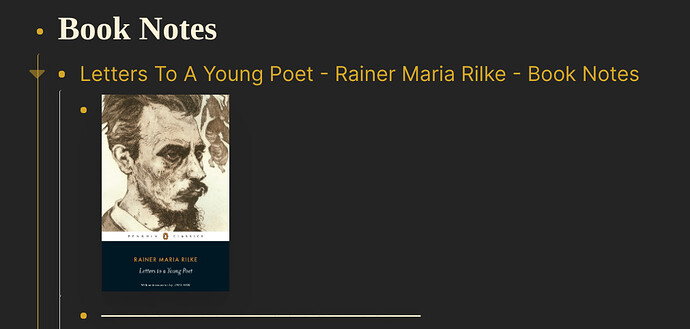 Book Notes
Letters To A Young Poet - Rainer Maria Rilke - Book Notes
PENGUIN CLASSICS
RAINER MARIA RILKE
Letters to a Young Poet